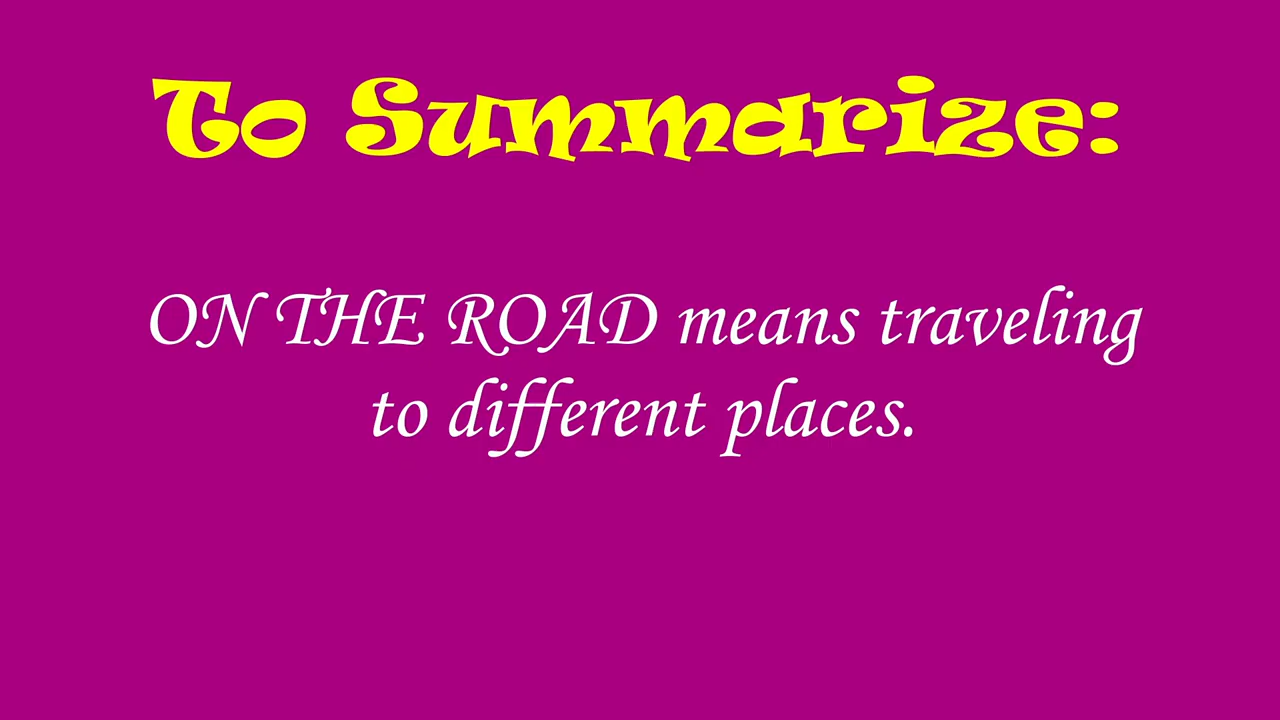 To Summarize:
ON THE ROAD means traveling
to different places.